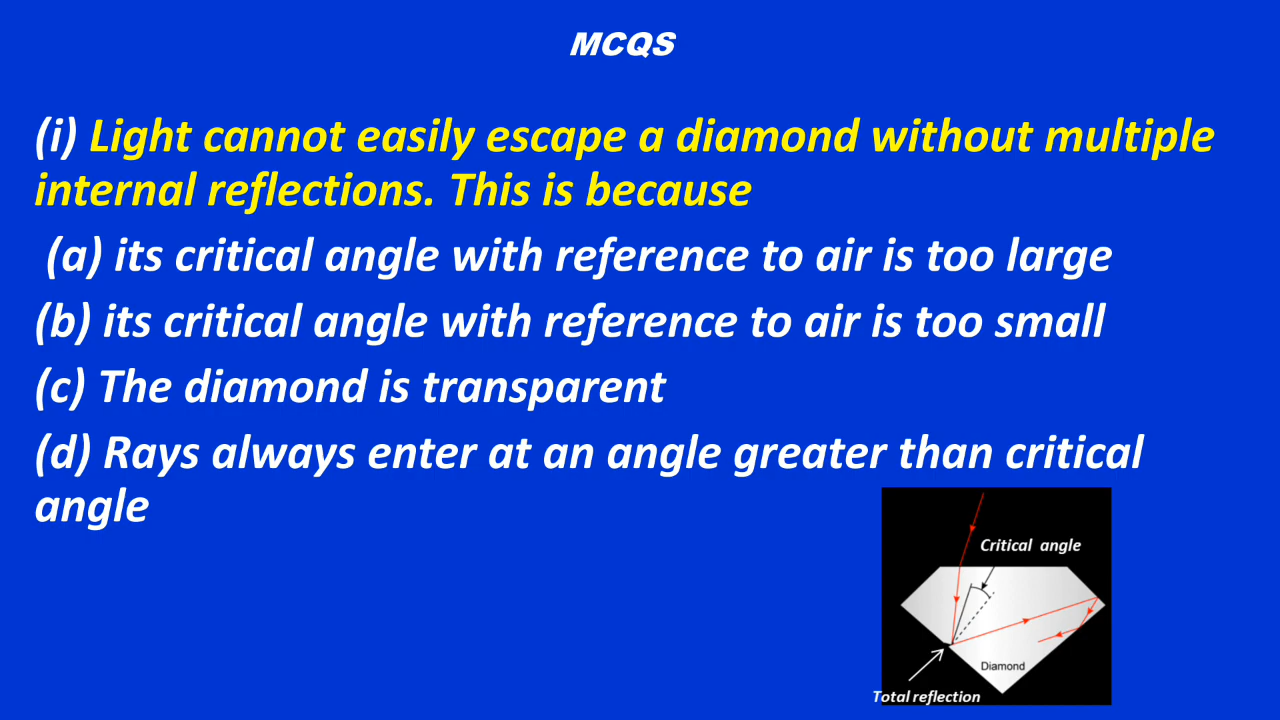 MCQS
(i) Light cannot easily escape a diamond without multiple
internal reflections. This is because
(a) its critical angle with reference to air is too large
(b) its critical angle with reference to air is too small
(c) The diamond is transparent
(d) Rays always enter at an angle greater than critical
angle
Critical angle
Diamond
Total reflection